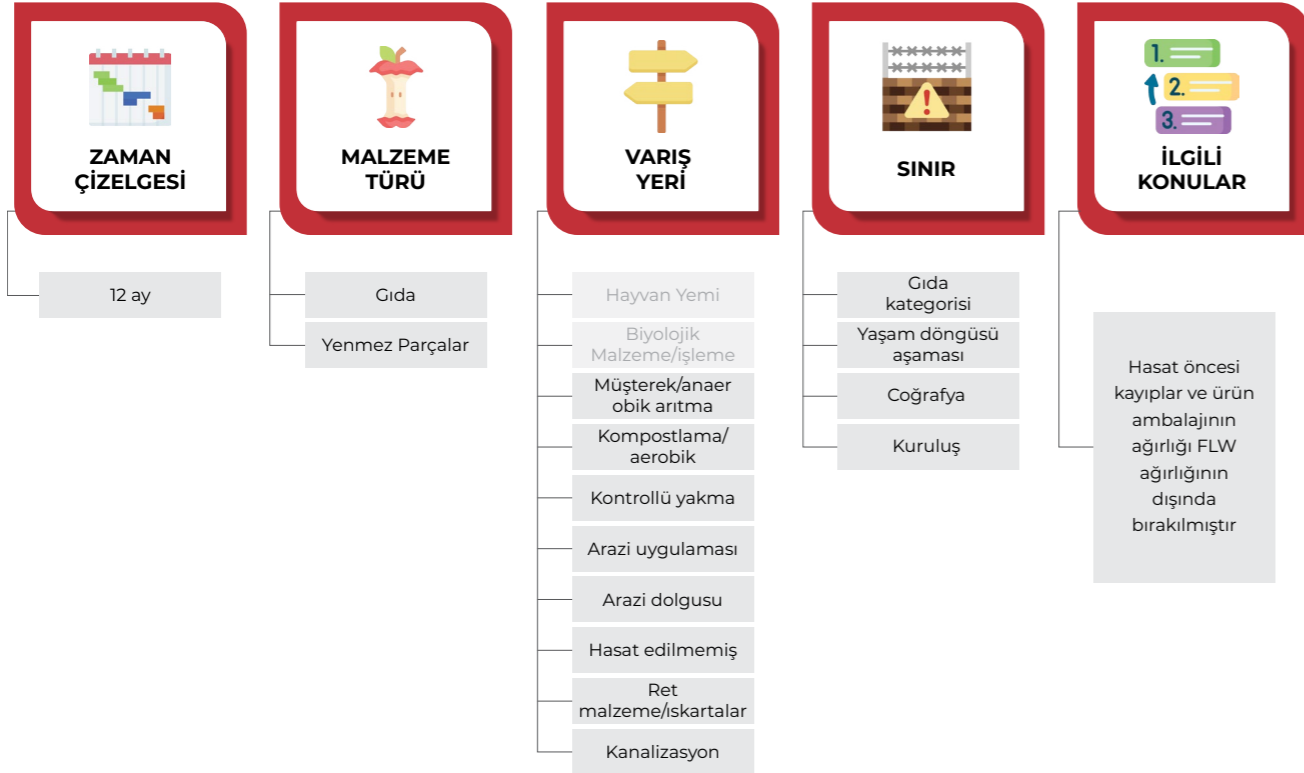 ZAMAN
ÇİZELGESİ
12 ay
MALZEME
TÜRÜ
Gıda
Yenmez Parçalar
VARIŞ
YERİ
Hayvan Yemi
Biyolojik
Malzeme/işleme
Müşterek/anaer
obik arıtma
Kompostlama/
aerobik
Kontrollü yakma
Arazi uygulaması
Arazi dolgusu
Hasat edilmemiş
Ret
malzeme/ıskartalar
Kanalizasyon
SINIR
Gıda
kategorisi
Yaşam döngüsü
aşaması
Coğrafya
Kuruluş
1.
2.
3.
İLGİLİ
KONULAR
Hasat öncesi
kayıplar ve ürün
ambalajının
ağırlığı FLW
ağırlığının
dışında
bırakılmıştır